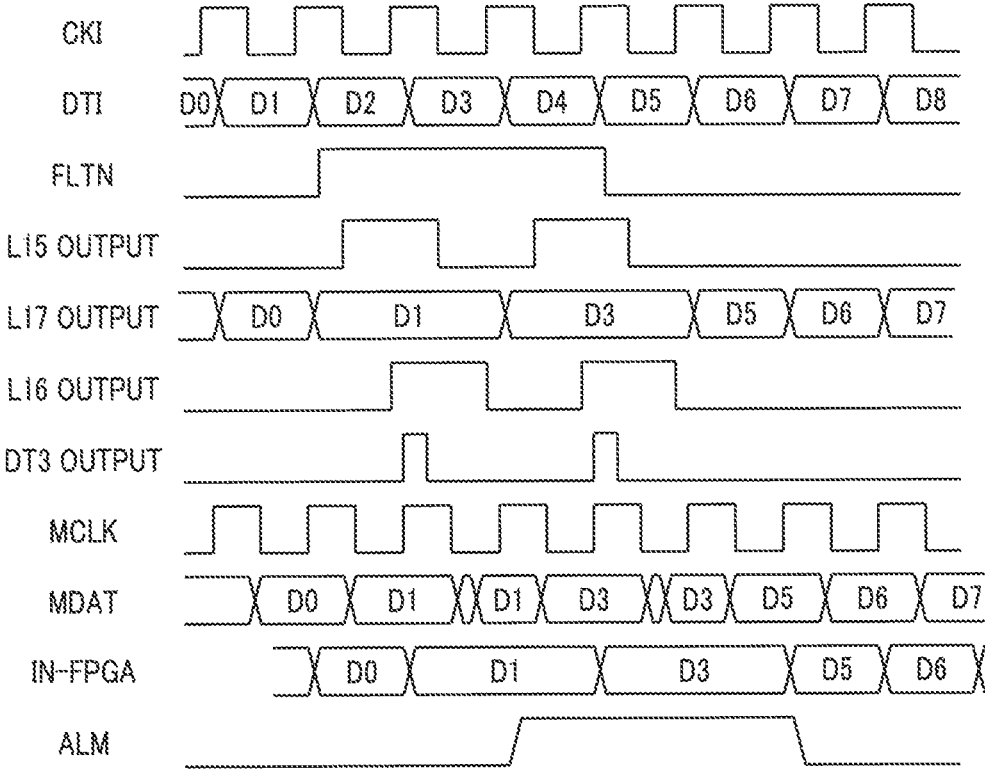 CKI
DTI D0 D1 D2 D3 D4 D5 D6 D7 D8
FLTN
L15 OUTPUT
L17 OUTPUT D0 D1 D3 D5 D6 D7
L16 OUTPUT
DT3 OUTPUT
MCLK
MDAT D0 D1 D1 D3 D3 D5 D6 D7
IN-FPGA D0 D1 D3 D5 D6
ALM